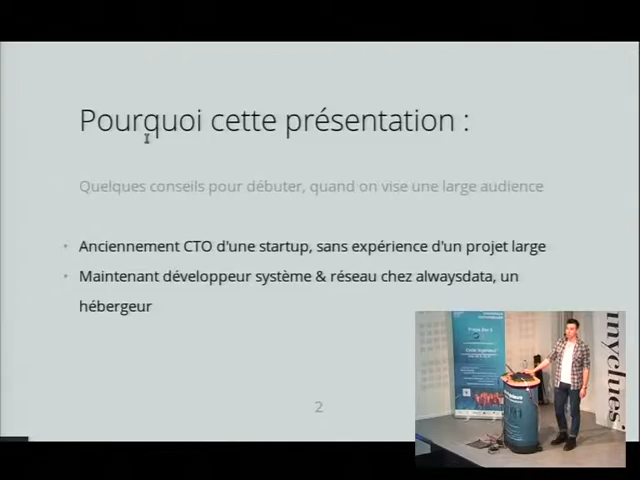 Pourquoi cette présentation :
Quelques conseils pour débuter, quand on vise une large audience
Anciennement CTO d'une startup, sans expérience d'un projet large
Maintenant développeur système & réseau chez alwaysdata, un
hébergeur
2
myclues